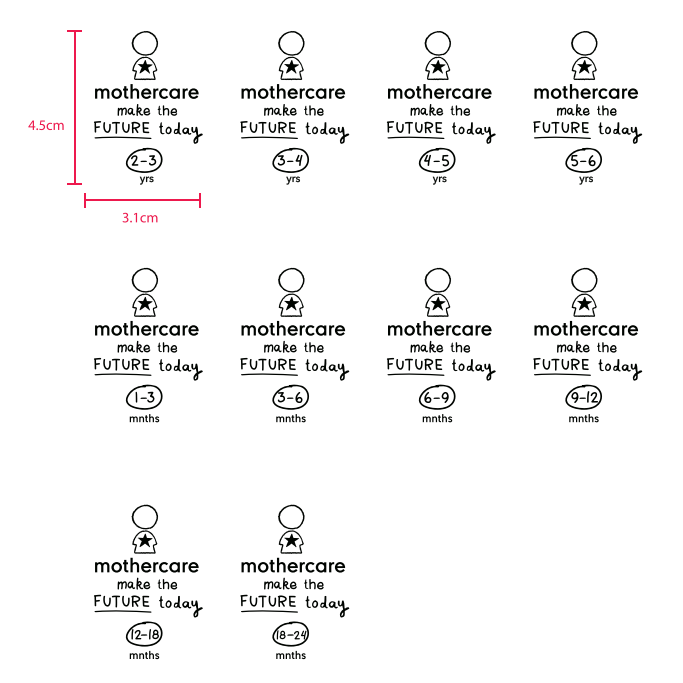 4.5cm
3.1cm
mothercare
make the
FUTURE today
2-3
yrs
mothercare
make the
FUTURE today
3-4
yrs
mothercare
make the
FUTURE today
4-5
yrs
mothercare
make the
FUTURE today
5-6
yrs
mothercare
make the
FUTURE today
1-3
mnths
mothercare
make the
FUTURE today
3-6
mnths
mothercare
make the
FUTURE today
6-9
mnths
mothercare
make the
FUTURE today
9-12
mnths
mothercare
make the
FUTURE today
12-18
mnths
mothercare
make the
FUTURE today
18-24
mnths